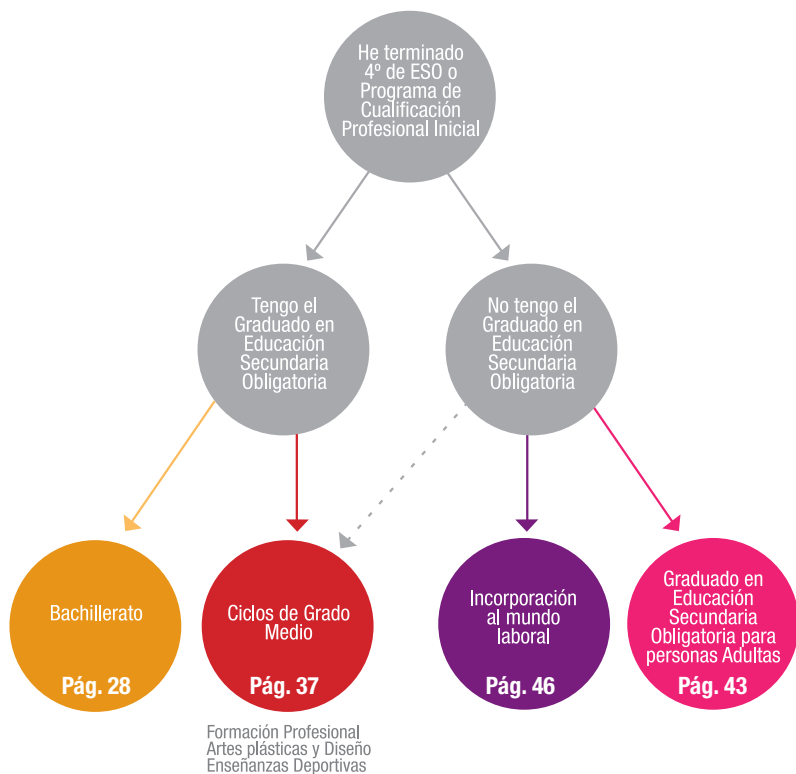 He terminado
4º de ESO o
Programa de
Cualificación
Profesional Inicial
Tengo el
Graduado en
Educación
Secundaria
Obligatoria
No tengo el
Graduado en
Educación
Secundaria
Obligatoria
Bachillerato
Pág. 28
Ciclos de Grado
Medio
Pág. 37
Incorporación
al mundo
laboral
Pág. 46
Graduado en
Educación
Secundaria
Obligatoria para
personas Adultas
Pág. 43
Formación Profesional
Artes plásticas y Diseño
Enseñanzas Deportivas